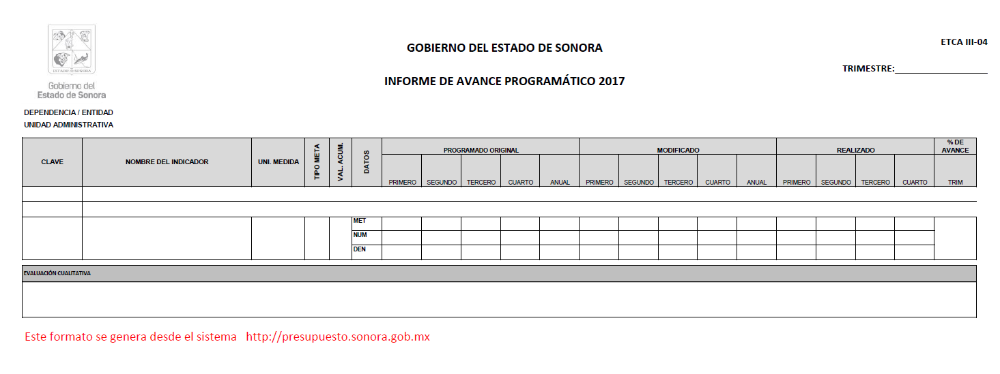 ESTADO DE SONORA
Gobierno del
Estado de Sonora
GOBIERNO DEL ESTADO DE SONORA
INFORME DE AVANCE PROGRAMÁTICO 2017
ETCA III-04
TRIMESTRE:____________________
DEPENDENCIA / ENTIDAD
UNIDAD ADMINISTRATIVA
CLAVE NOMBRE DEL INDICADOR UNI. MEDIDA TIPO META VAL. ACUM. DATOS PROGRAMADO ORIGINAL MODIFICADO REALIZADO % DE AVANCE
PRIMERO SEGUNDO TERCERO CUARTO ANUAL PRIMERO SEGUNDO TERCERO CUARTO ANUAL PRIMERO SEGUNDO TERCERO CUARTO TRIM
MET
NUM
DEN
EVALUACIÓN CUALITATIVA
Este formato se genera desde el sistema http://presupuesto.sonora.gob.mx